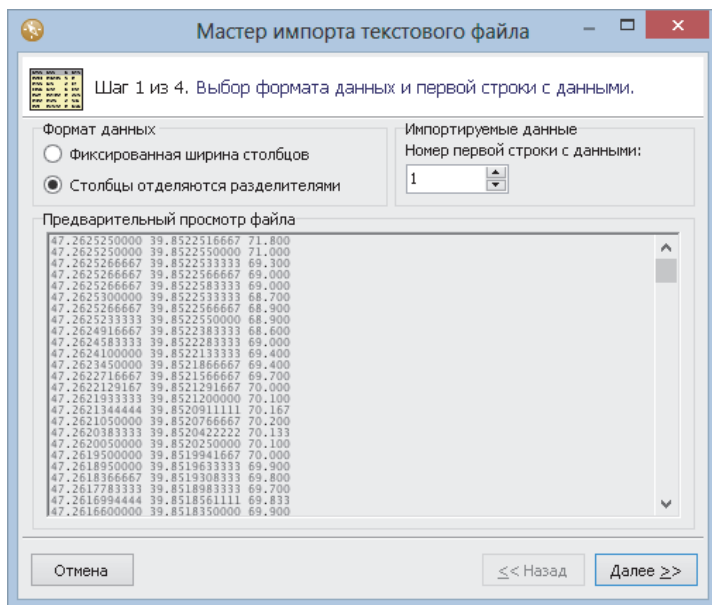 Мастер импорта текстового файла
Шаг 1 из 4. Выбор формата данных и первой строки с данными.
Формат данных
Фиксированная ширина столбцов
Столбцы отделяются разделителями
Импортируемые данные
Номер первой строки с данными:
1
Предварительный просмотр файла
47.2625250000 39.8522516667 71.800
47.2625250000 39.8522550000 71.000
47.2625266667 39.8522533333 69.300
47.2625266667 39.8522566667 69.000
47.2625266667 39.8522583333 69.000
47.2625300000 39.8522533333 68.700
47.2625266667 39.8522566667 68.900
47.2625233333 39.8522550000 68.900
47.2624916667 39.8522383333 68.600
47.2624583333 39.8522283333 69.000
47.2624100000 39.8522133333 69.400
47.2623450000 39.8521866667 69.400
47.2622716667 39.8521566667 69.700
47.2622129167 39.8521291667 70.000
47.2621933333 39.8521200000 70.100
47.2621344444 39.8520911111 70.167
47.2621050000 39.8520766667 70.200
47.2620383333 39.8520422222 70.133
47.2620050000 39.8520250000 70.100
47.2619500000 39.8519941667 70.000
47.2618950000 39.8519633333 69.900
47.2618366667 39.8519308333 69.800
47.2617783333 39.8518983333 69.700
47.2616994444 39.8518561111 69.833
47.2616600000 39.8518350000 69.900
Отмена
<< Назад
Далее >>